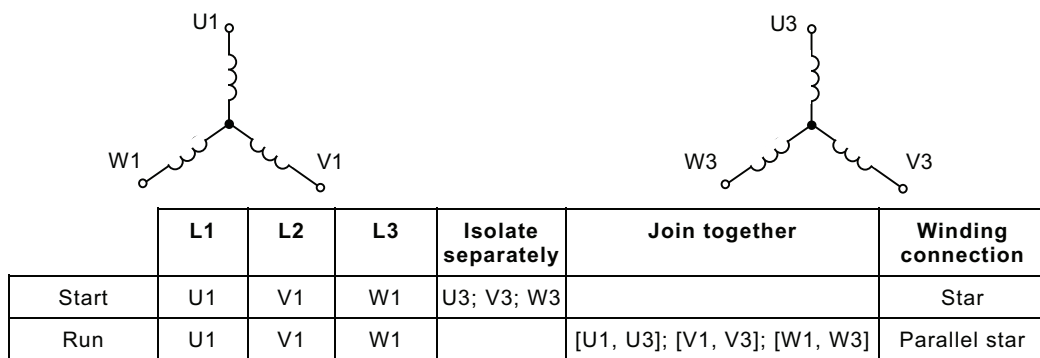 U1
U3
W1
V1
W3
V3
L1 L2 L3 Isolate separately Join together Winding connection
Start U1 V1 W1 U3; V3; W3 Star
Run U1 V1 W1 [U1, U3]; [V1, V3]; [W1, W3] Parallel star